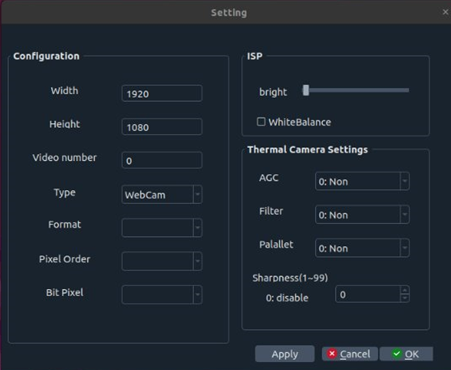 Setting
Configuration
Width 1920
Height 1080
Video number 0
Type WebCam
Format
Pixel Order
Bit Pixel
ISP
bright
WhiteBalance
Thermal Camera Settings
AGC 0: Non
Filter 0: Non
Palallet 0: Non
Sharpness(1~99)
0: disable 0
Apply Cancel OK